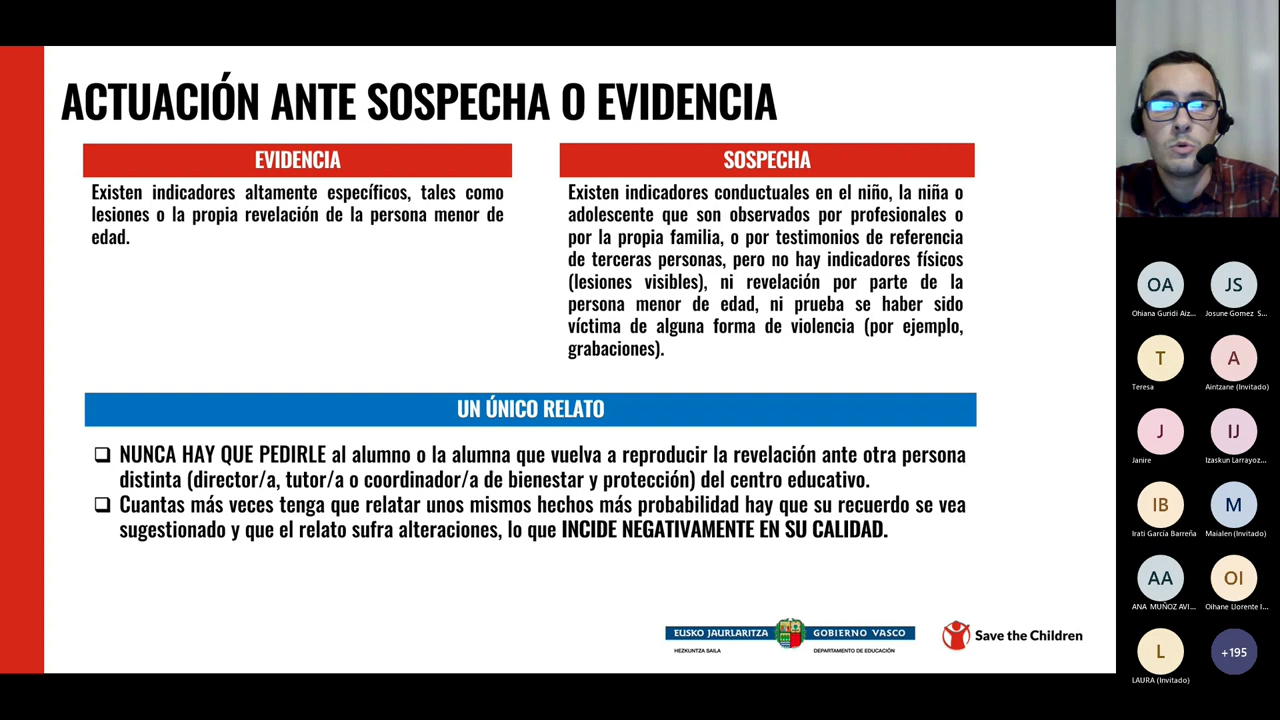 ACTUACIÓN ANTE SOSPECHA O EVIDENCIA
EVIDENCIA
Existen indicadores altamente específicos, tales como
lesiones o la propia revelación de la persona menor de
edad.
SOSPECHA
Existen indicadores conductuales en el niño, la niña o
adolescente que son observados por profesionales o
por la propia familia, o por testimonios de referencia
de terceras personas, pero no hay indicadores físicos
(lesiones visibles), ni revelación por parte de la
persona menor de edad, ni prueba se haber sido
víctima de alguna forma de violencia (por ejemplo,
grabaciones).
UN ÚNICO RELATO
NUNCA HAY QUE PEDIRLE al alumno o la alumna que vuelva a reproducir la revelación ante otra persona
distinta (director/a, tutor/a o coordinador/a de bienestar y protección) del centro educativo.
Cuantas más veces tenga que relatar unos mismos hechos más probabilidad hay que su recuerdo se vea
sugestionado y que el relato sufra alteraciones, lo que INCIDE NEGATIVAMENTE EN SU CALIDAD.
EUSKO JAURLARITZA GOBIERNO VASCO
HEZKUNTZA SAILA DEPARTAMENTO DE EDUCACIÓN
Save the Children
OA JS
Ohiana Guridi Aiz... Josune Gomez S...
T A
Teresa Aintzane (Invitado)
J IJ
Janire Izaskun Larrayoz...
IB M
Irati García Barreña Maialen (Invitado)
AA OI
ANA MUÑOZ AVI... Oihane Llorente I...
L +195
LAURA (Invitado)